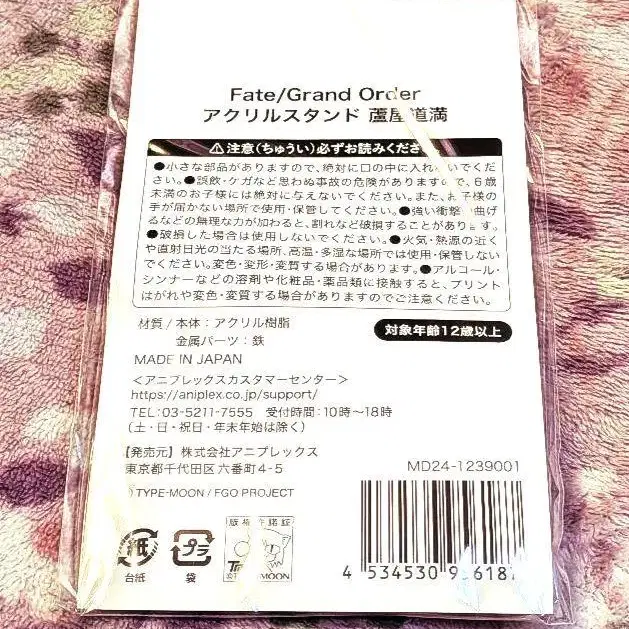 Fate/Grand Order
アクリルスタンド 蘆屋道満
注意(ちゅうい)必ずお読みくださ
●小さな部品がありますので、絶対に口の中に入れ いでくだ
さい。●誤飲・ケガなど思わぬ事故の危険がありますので、6歳
未満のお子様には絶対に与えないでください。また、お子様の
手が届かない場所で使用・保管してください。●強い衝撃 曲げ
るなどの無理な力が加わると、割れなど破損することがあります。
●破損した場合は使用しないでください。●火気・熱源の近く
や直射日光の当たる場所、高温・多湿な場所では使用・保管しない
でください。変色・変形・変質する場合があります。●アルコール・
シンナーなどの溶剤や化粧品・薬品類に接触すると、プリント
はがれや変色・変質する場合がありますのでご注意ください。
材質/本体:アクリル樹脂
金属パーツ:鉄
対象年齢12歳以上
MADE IN JAPAN
<アニプレックスカスタマーセンター>
https://aniplex.co.jp/support/
TEL:03-5211-7555 受付時間:10時〜18時
(土・日・祝日・年末年始は除く)
【発売元】株式会社アニプレックス
東京都千代田区六番町4-5
MD24-1239001
TYPE-MOON / FGO PROJECT
紙
台紙
プラ
袋
MOON
4 534530 9 618